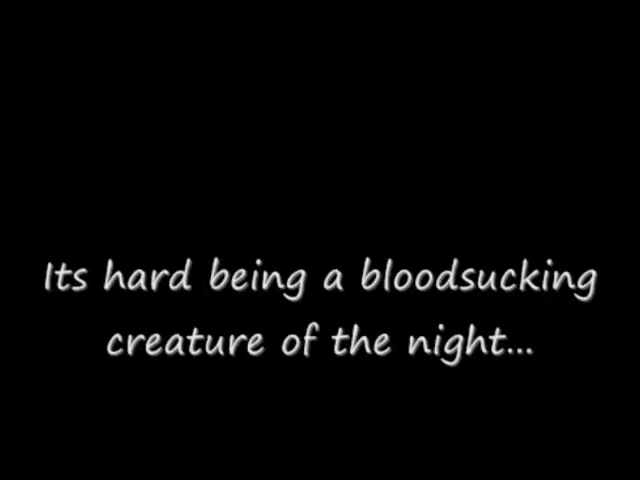 Its hard being a bloodsucking
creature of the night...